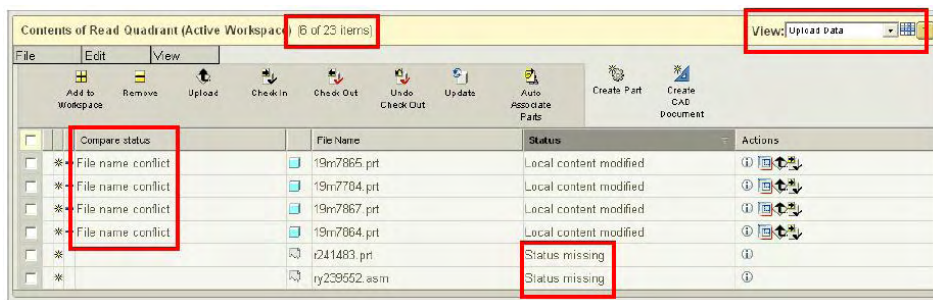 Contents of Read Quadrant (Active Workspace) (6 of 23 items) View: Upload Data
File Edit View
Add to Workspace Remove Upload Check In Check Out Undo Check Out Update Auto Associate Parts Create Part Create CAD Document
Compare status File Name Status Actions
File name conflict 19m7865.prt Local content modified
File name conflict 19m7784.prt Local content modified
File name conflict 19m7867.prt Local content modified
File name conflict 19m7864.prt Local content modified
r241483.prt Status missing
ry239552.asm Status missing